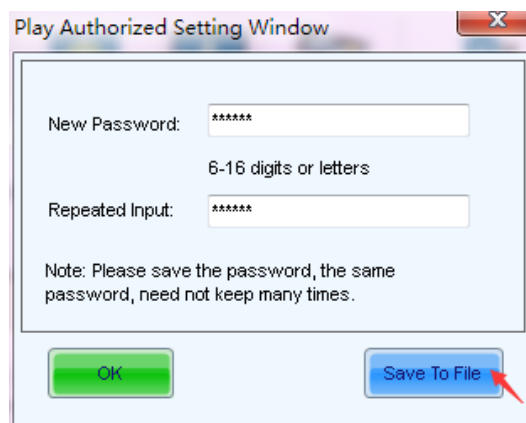 Play Authorized Setting Window
New Password: ******
6-16 digits or letters
Repeated Input: ******
Note: Please save the password, the same
password, need not keep many times.
OK
Save To File